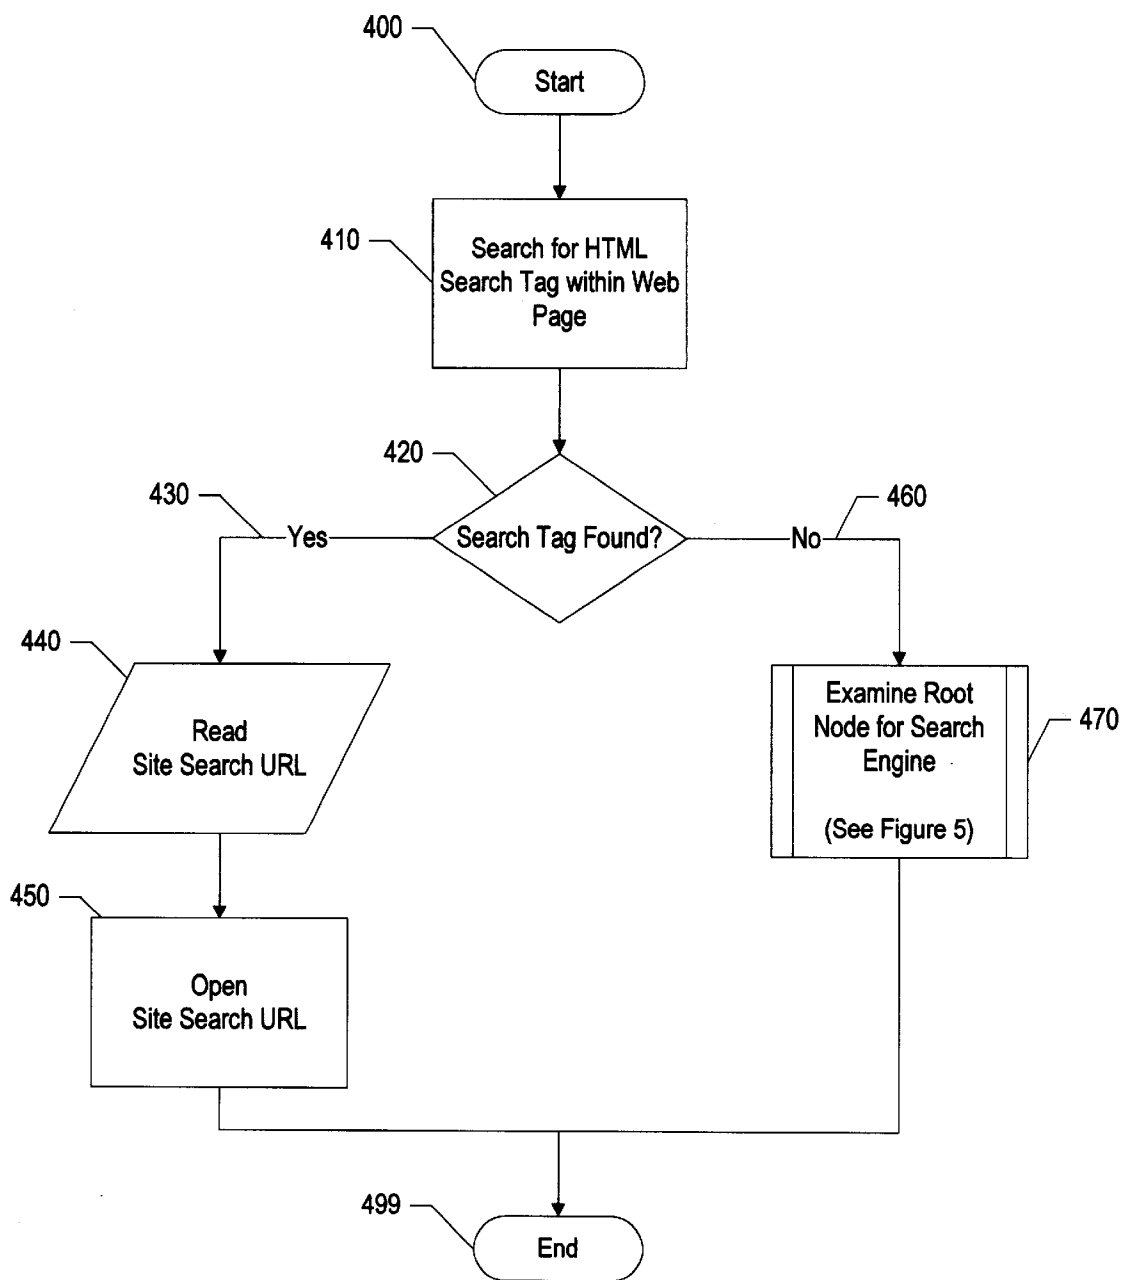 400
Start
410
Search for HTML
Search Tag within Web
Page
420
430
Yes
Search Tag Found?
No
460
440
Read
Site Search URL
Examine Root
Node for Search
Engine
(See Figure 5)
470
450
Open
Site Search URL
499
End